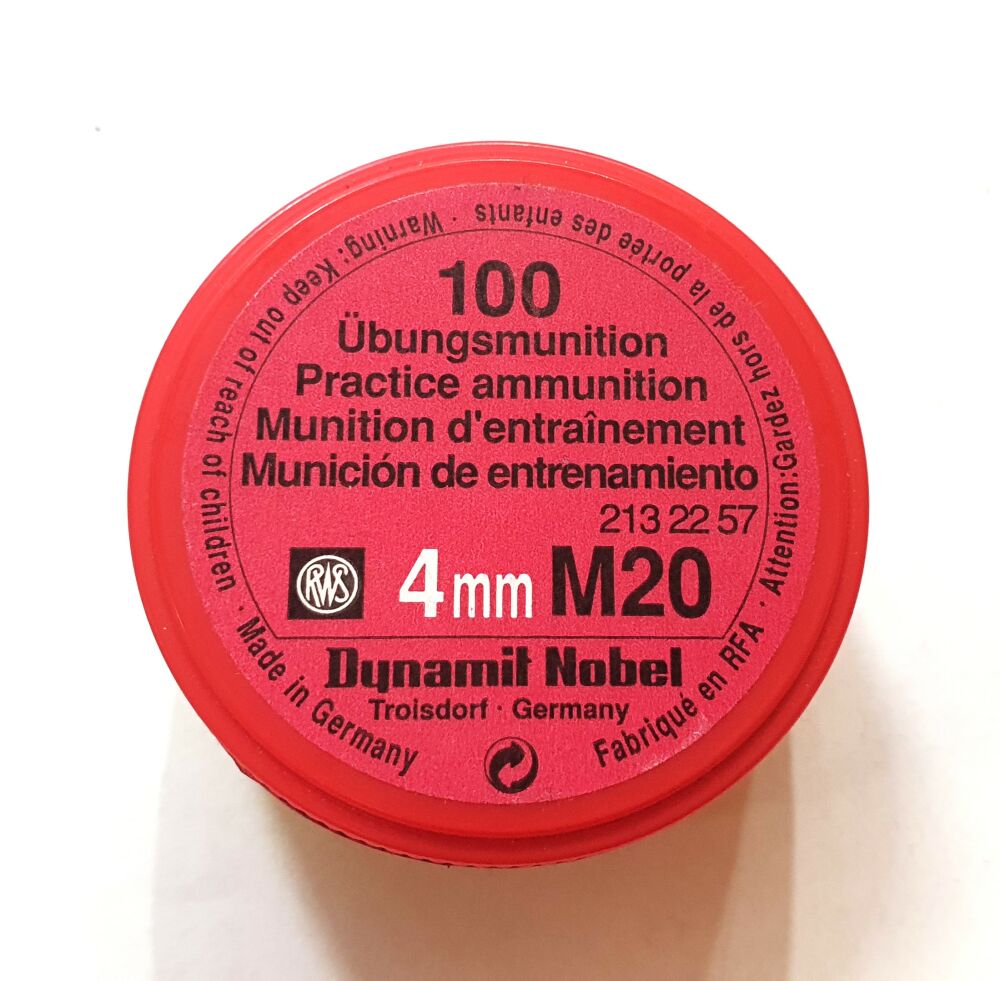 100
Übungsmunition
Practice ammunition
Munition d'entraînement
Munición de entrenamiento
213 22 57
RWS
4mm M20
Dynamit Nobel
Troisdorf · Germany
Made in Germany · Warning: Keep out of reach of children ·
Attention:Gardez hors de la portee des enfants · Fabriqué en RFA